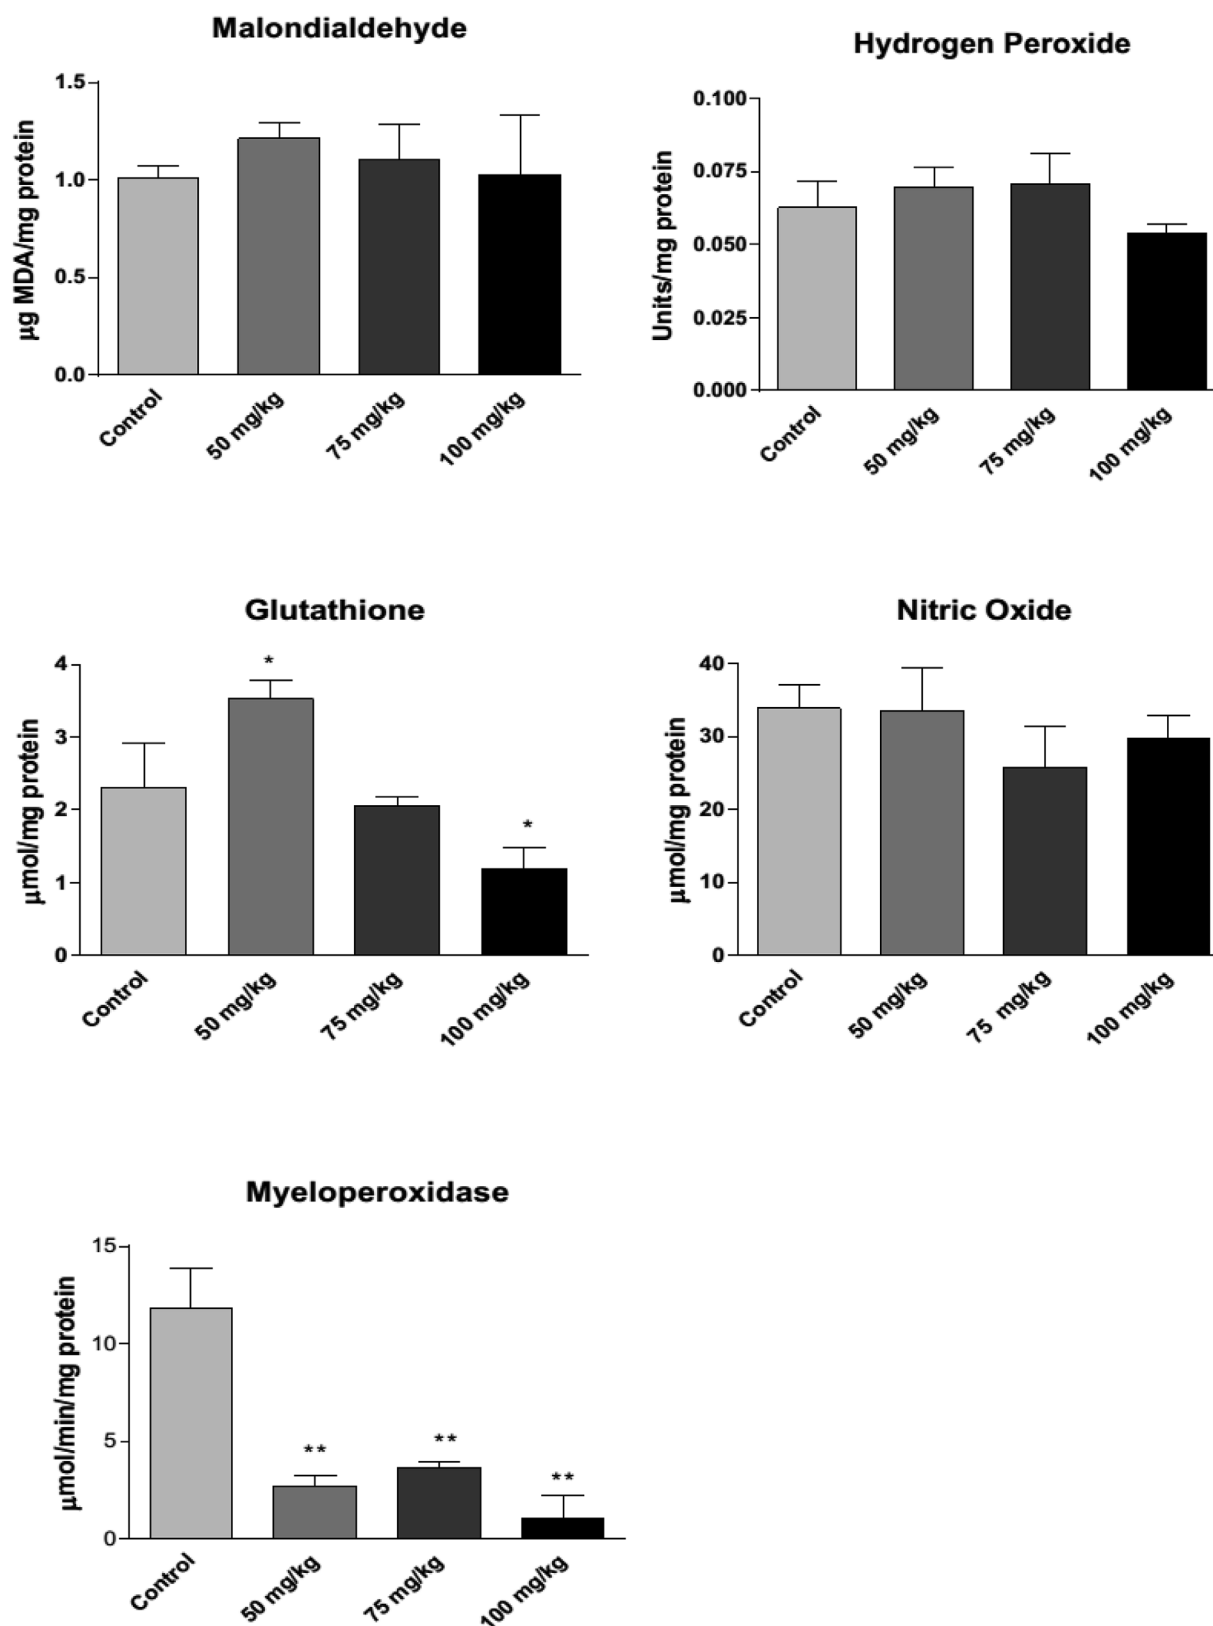 Malondialdehyde
µg MDA/mg protein
1.5
1.0
0.5
0.0
Control
50 mg/kg
75 mg/kg
100 mg/kg
Hydrogen Peroxide
Units/mg protein
0.100
0.075
0.050
0.025
0.000
Control
50 mg/kg
75 mg/kg
100 mg/kg
Glutathione
µmol/mg protein
4
3
2
1
0
*
*
Control
50 mg/kg
75 mg/kg
100 mg/kg
Nitric Oxide
µmol/mg protein
40
30
20
10
0
Control
50 mg/kg
75 mg/kg
100 mg/kg
Myeloperoxidase
µmol/min/mg protein
15
10
5
0
**
**
**
Control
50 mg/kg
75 mg/kg
100 mg/kg